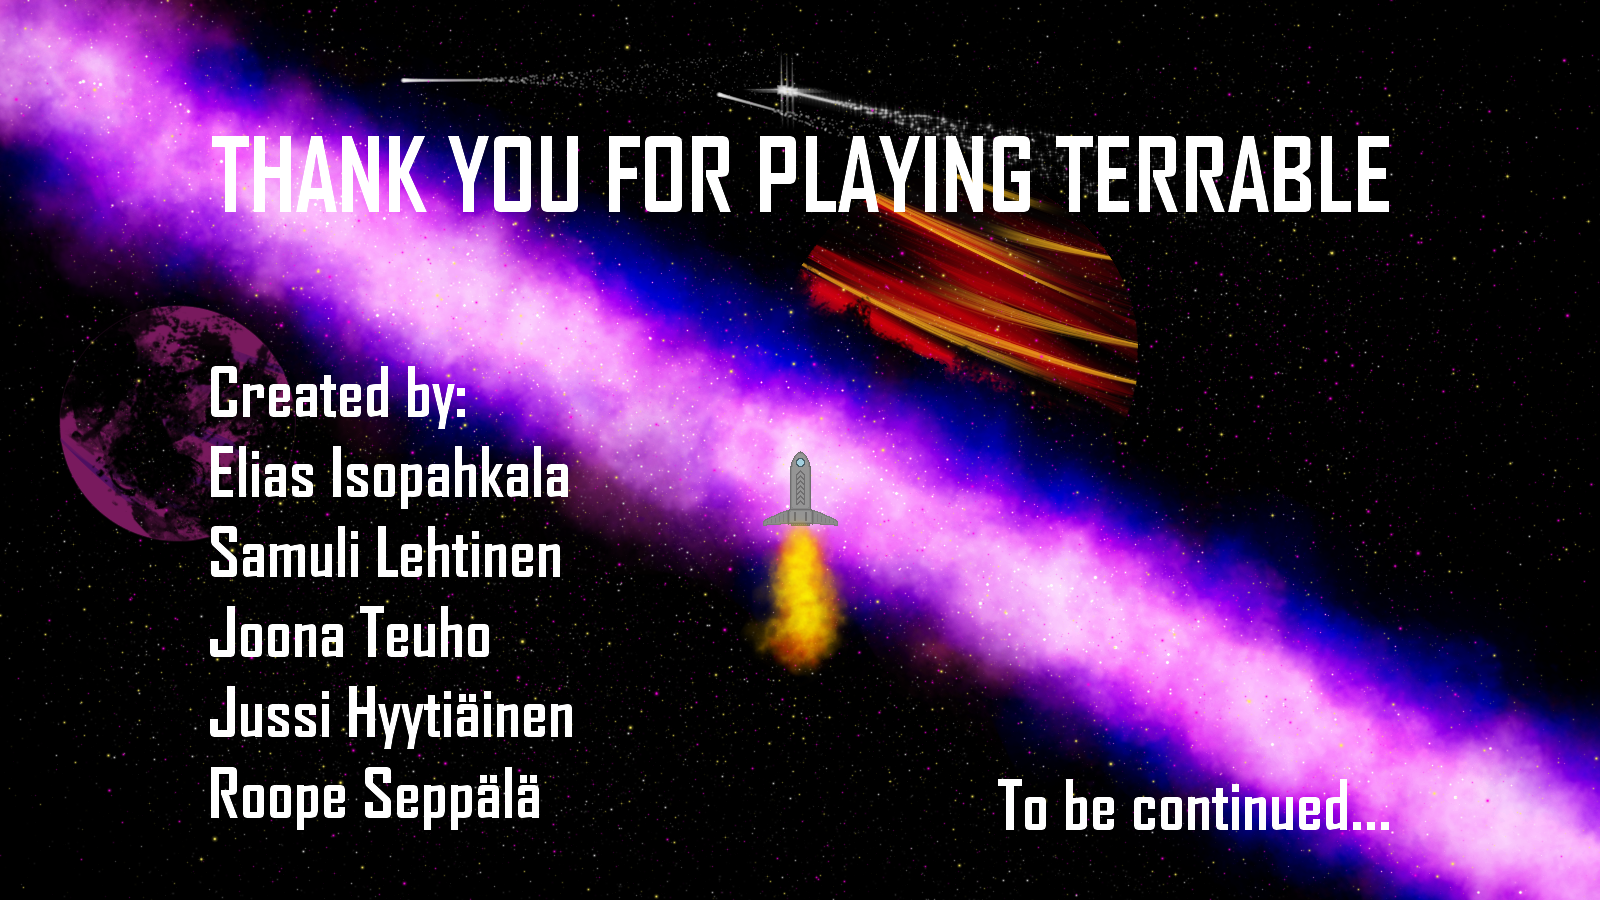 THANK YOU FOR PLAYING TERRABLE
Created by:
Elias Isopahkala
Samuli Lehtinen
Joona Teuho
Jussi Hyytiäinen
Roope Seppälä
To be continued...